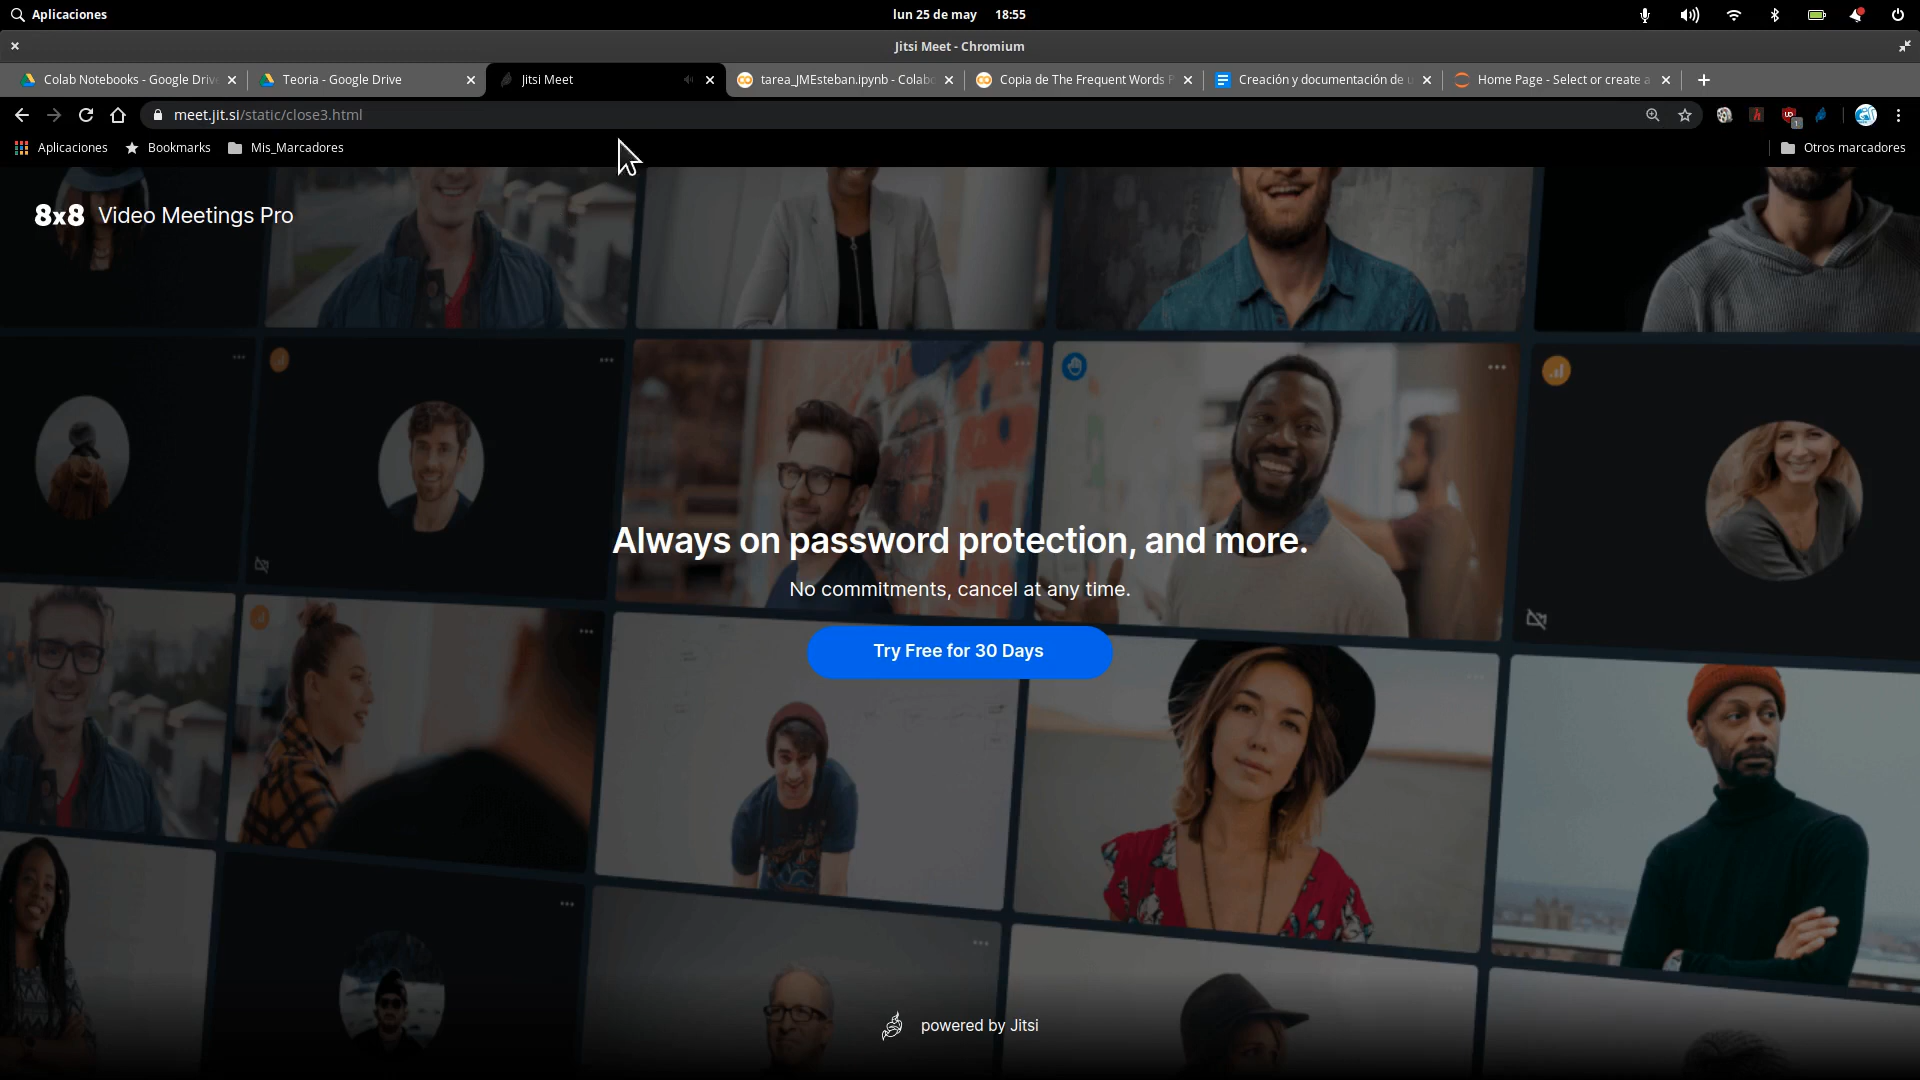 Aplicaciones
lun 25 de may 18:55
Jitsi Meet - Chromium
Colab Notebooks - Google Driv
Teoria - Google Drive
Jitsi Meet
tarea_JMEsteban.ipynb - Colabo
Copia de The Frequent Words P
Creación y documentación de u
Home Page - Select or create a
meet.jit.si/static/close3.html
Aplicaciones
Bookmarks
Mis_Marcadores
Otros marcadores
8x8 Video Meetings Pro
Always on password protection, and more.
No commitments, cancel at any time.
Try Free for 30 Days
powered by Jitsi